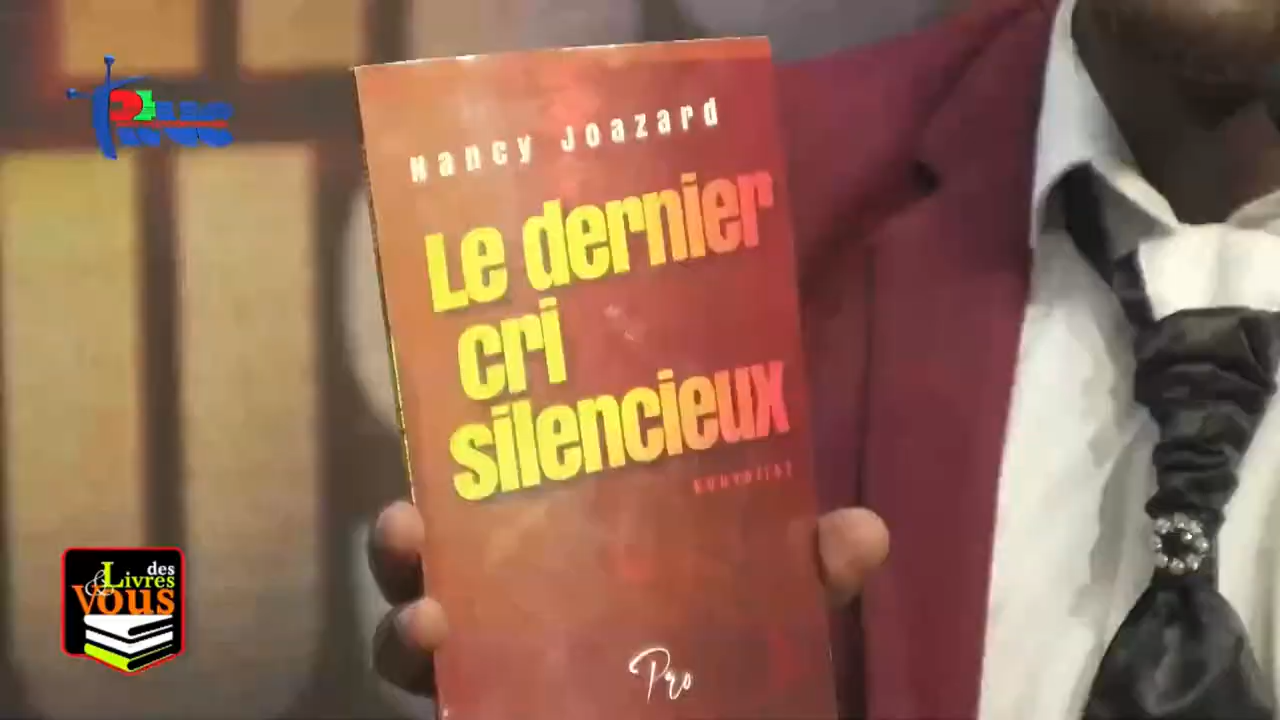 Nancy Joazard
Le dernier
cri
silencieux
Pro
des
Livres
& Vous